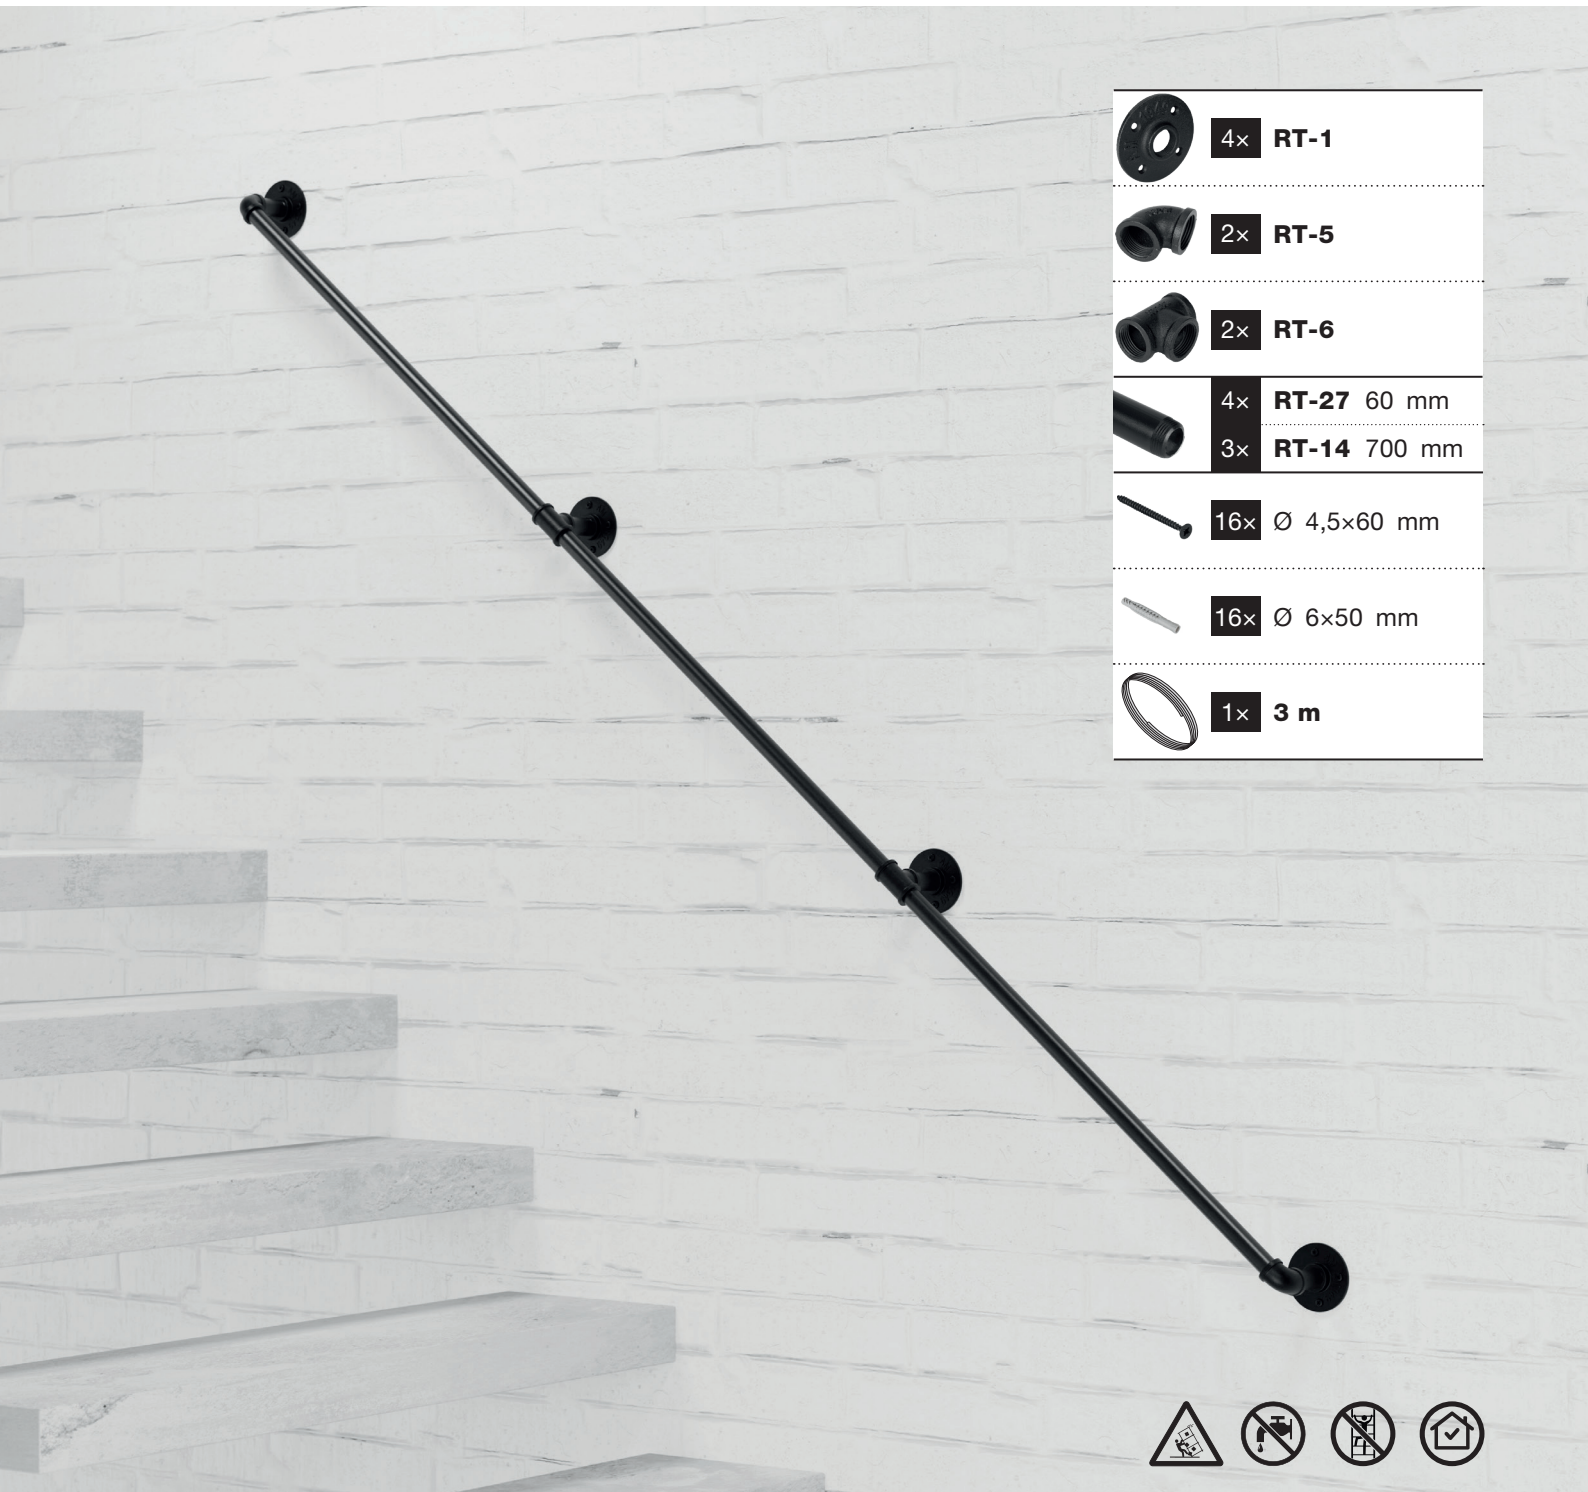 4× RT-1
2× RT-5
2× RT-6
4× RT-27 60 mm
3× RT-14 700 mm
16× Ø 4,5×60 mm
16× Ø 6×50 mm
1× 3 m